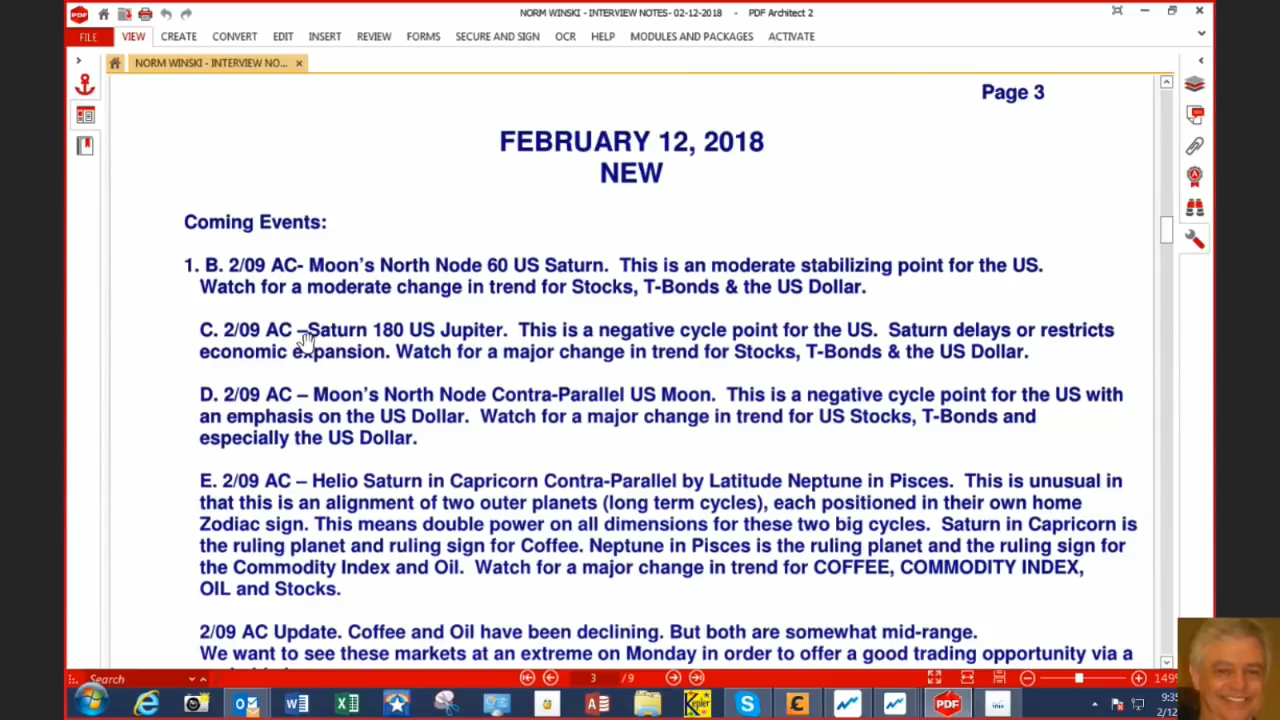 NORM WINSKI - INTERVIEW NOTES- 02-12-2018 - PDF Architect 2
FILE VIEW CREATE CONVERT EDIT INSERT REVIEW FORMS SECURE AND SIGN OCR HELP MODULES AND PACKAGES ACTIVATE
NORM WINSKI - INTERVIEW NO... ×
Page 3
FEBRUARY 12, 2018
NEW
Coming Events:
1. B. 2/09 AC- Moon's North Node 60 US Saturn. This is an moderate stabilizing point for the US.
Watch for a moderate change in trend for Stocks, T-Bonds & the US Dollar.
C. 2/09 AC –Saturn 180 US Jupiter. This is a negative cycle point for the US. Saturn delays or restricts
economic expansion. Watch for a major change in trend for Stocks, T-Bonds & the US Dollar.
D. 2/09 AC – Moon's North Node Contra-Parallel US Moon. This is a negative cycle point for the US with
an emphasis on the US Dollar. Watch for a major change in trend for US Stocks, T-Bonds and
especially the US Dollar.
E. 2/09 AC – Helio Saturn in Capricorn Contra-Parallel by Latitude Neptune in Pisces. This is unusual in
that this is an alignment of two outer planets (long term cycles), each positioned in their own home
Zodiac sign. This means double power on all dimensions for these two big cycles. Saturn in Capricorn is
the ruling planet and ruling sign for Coffee. Neptune in Pisces is the ruling planet and the ruling sign for
the Commodity Index and Oil. Watch for a major change in trend for COFFEE, COMMODITY INDEX,
OIL and Stocks.
2/09 AC Update. Coffee and Oil have been declining. But both are somewhat mid-range.
We want to see these markets at an extreme on Monday in order to offer a good trading opportunity via a
Search 3 /9 149
Kepler PDF 9:35
2/12